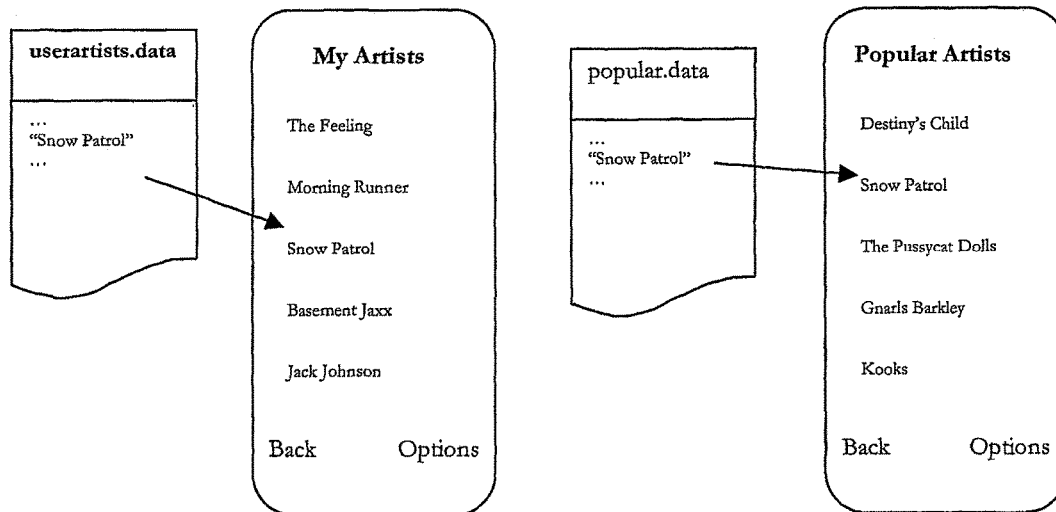 userartists.data
...
“Snow Patrol”
...
My Artists
The Feeling
Morning Runner
Snow Patrol
Basement Jaxx
Jack Johnson
Back Options
popular.data
...
“Snow Patrol”
...
Popular Artists
Destiny’s Child
Snow Patrol
The Pussycat Dolls
Gnarls Barkley
Kooks
Back Options